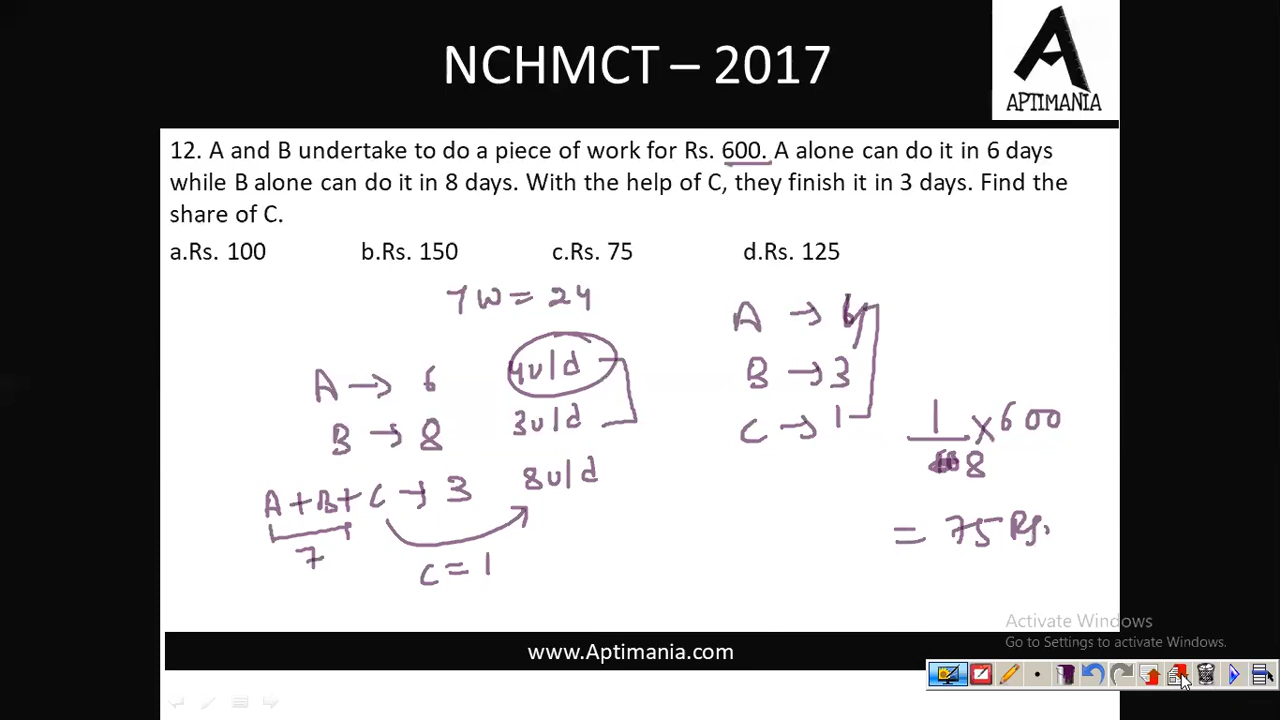 NCHMCT – 2017
APTIMANIA
12. A and B undertake to do a piece of work for Rs. 600. A alone can do it in 6 days
while B alone can do it in 8 days. With the help of C, they finish it in 3 days. Find the
share of C.
a.Rs. 100 b.Rs. 150 c.Rs. 75 d.Rs. 125
TW = 24
A → 6 4u/d
B → 8 3u/d
A+B+C → 3 8u/d
7
C = 1
A →
B → 3
C → 1
1/8 × 600
= 75 Rs.
Activate Windows
Go to Settings to activate Windows.
www.Aptimania.com